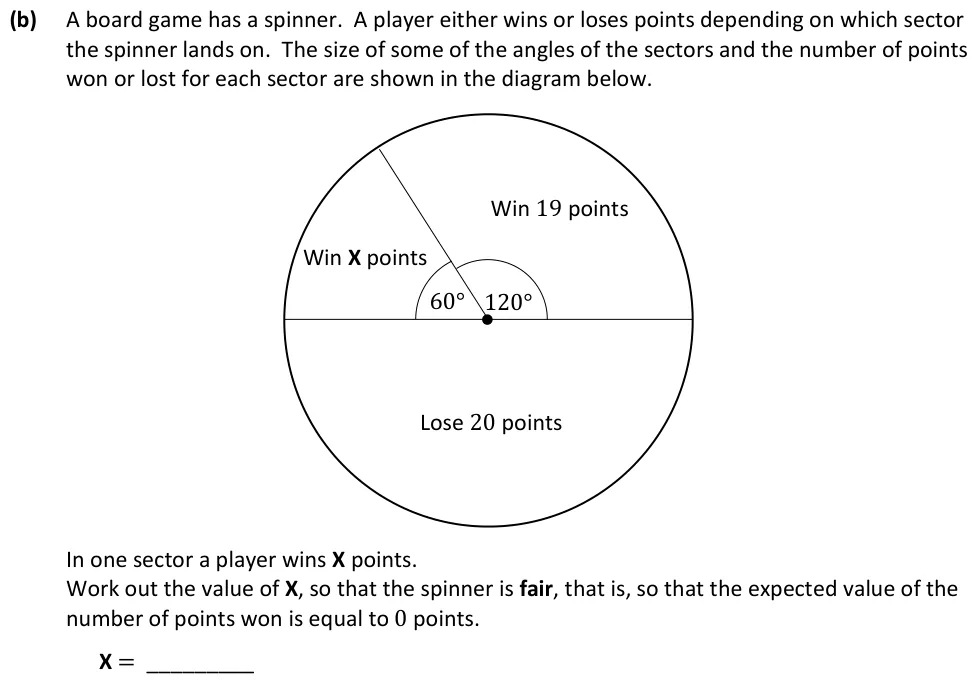 (b) A board game has a spinner. A player either wins or loses points depending on which sector
the spinner lands on. The size of some of the angles of the sectors and the number of points
won or lost for each sector are shown in the diagram below.
Win 19 points
Win X points
60° 120°
Lose 20 points
In one sector a player wins X points.
Work out the value of X, so that the spinner is fair, that is, so that the expected value of the
number of points won is equal to 0 points.
X = _________